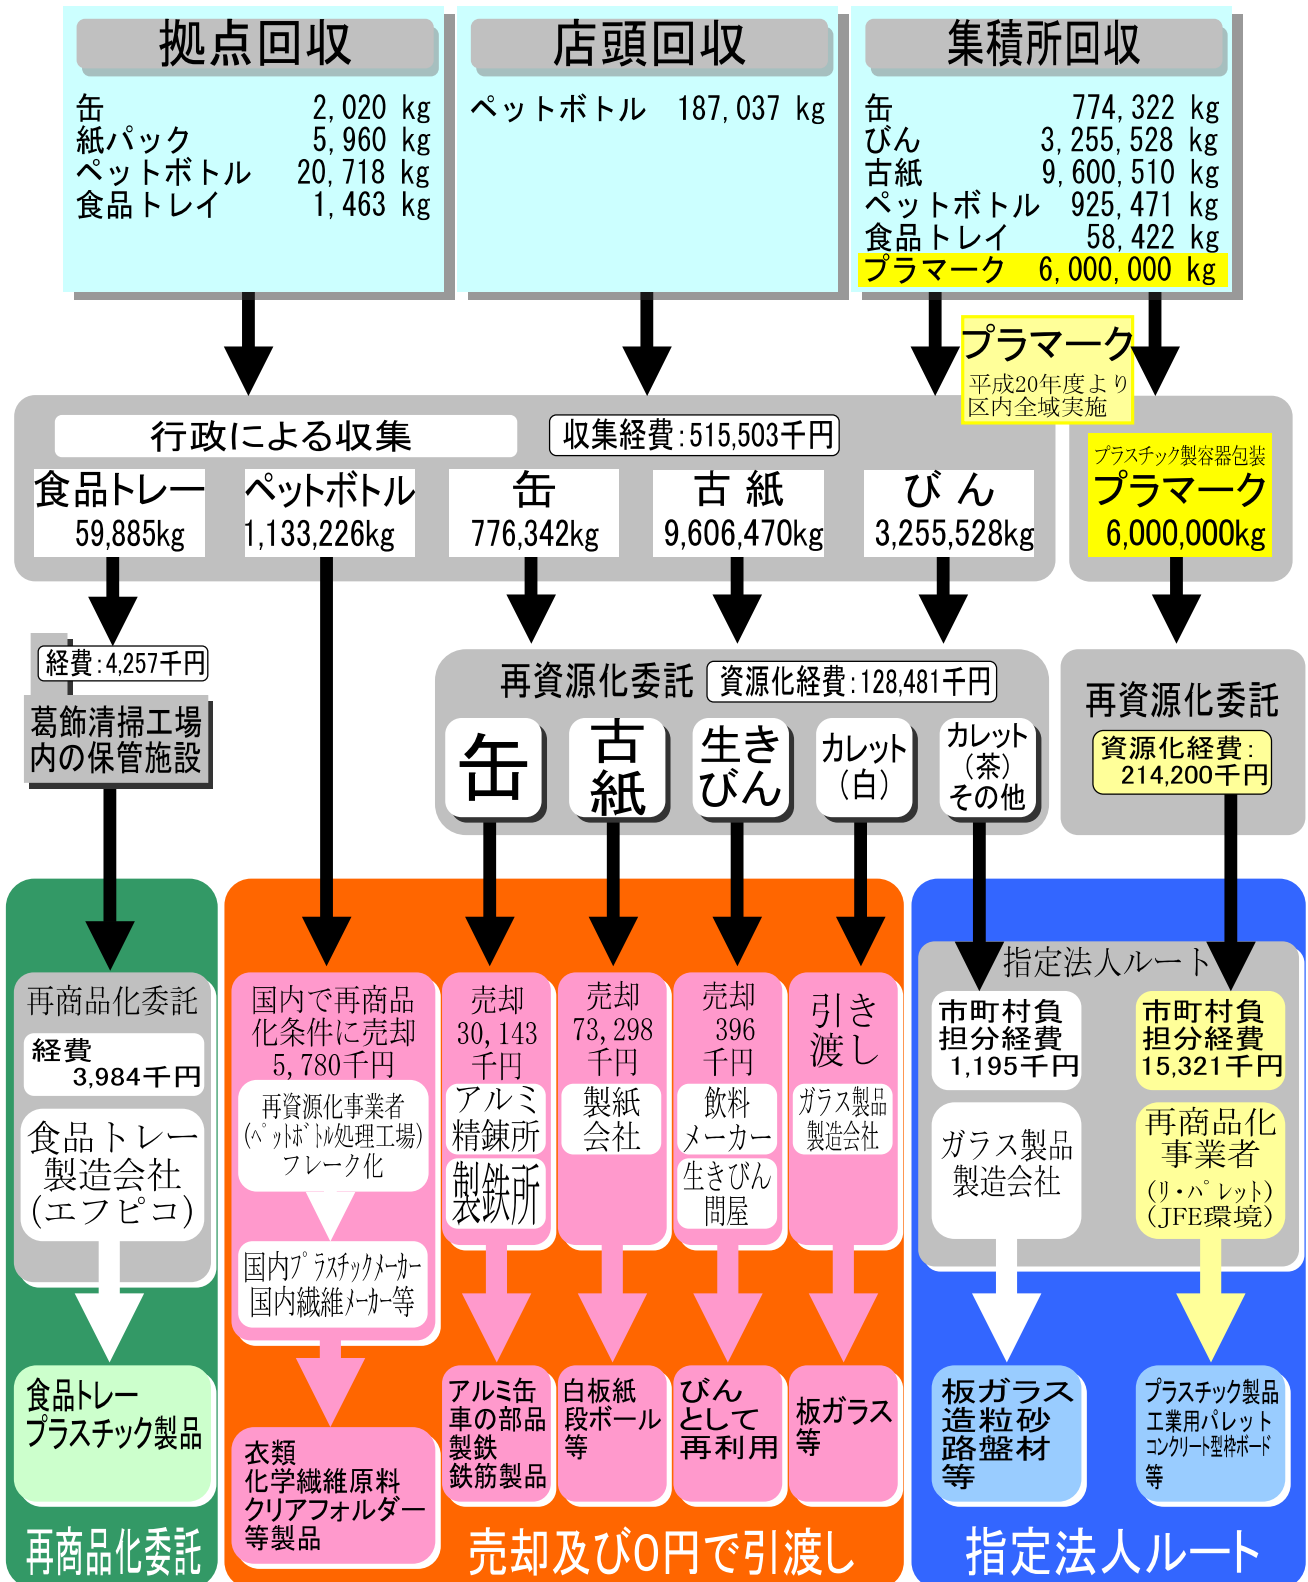 拠点回収
缶 2,020 kg
紙パック 5,960 kg
ペットボトル 20,718 kg
食品トレイ 1,463 kg
店頭回収
ペットボトル 187,037 kg
集積所回収
缶 774,322 kg
びん 3,255,528 kg
古紙 9,600,510 kg
ペットボトル 925,471 kg
食品トレイ 58,422 kg
プラマーク 6,000,000 kg
プラマーク
平成20年度より
区内全域実施
行政による収集
収集経費:515,503千円
食品トレー
59,885kg
ペットボトル
1,133,226kg
缶
776,342kg
古 紙
9,606,470kg
び ん
3,255,528kg
プラスチック製容器包装
プラマーク
6,000,000kg
経費:4,257千円
葛飾清掃工場
内の保管施設
再資源化委託
資源化経費:128,481千円
缶
古
紙
生き
びん
カレット
(白)
カレット
(茶)
その他
再資源化委託
資源化経費:
214,200千円
再商品化委託
経費
3,984千円
食品トレー
製造会社
(エフピコ)
食品トレー
プラスチック製品
再商品化委託
国内で再商品
化条件に売却
5,780千円
再資源化事業者
(ペットボトル処理工場)
フレーク化
国内プラスチックメーカー
国内繊維メーカー等
衣類
化学繊維原料
クリアフォルダー
等製品
売却
30,143
千円
アルミ
精錬所
製鉄所
アルミ缶
車の部品
製鉄
鉄筋製品
売却
73,298
千円
製紙
会社
白板紙
段ボール
等
売却
396
千円
飲料
メーカー
生きびん
問屋
びん
として
再利用
引き
渡し
ガラス製品
製造会社
板ガラス
等
売却及び0円で引渡し
指定法人ルート
市町村負
担分経費
1,195千円
ガラス製品
製造会社
板ガラス
造粒砂
路盤材
等
市町村負
担分経費
15,321千円
再商品化
事業者
(リ・パレット)
(JFE環境)
プラスチック製品
工業用パレット
コンクリート型枠ボード
等
指定法人ルート